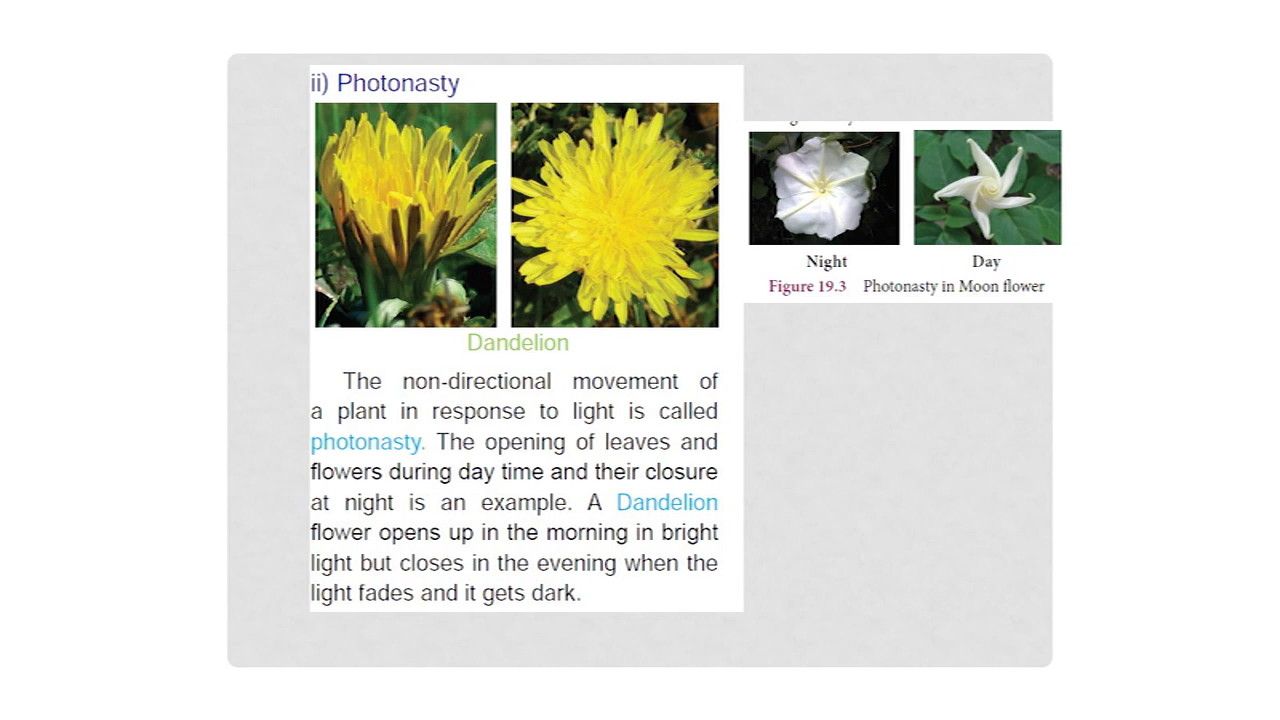 ii) Photonasty
Dandelion
The non-directional movement of
a plant in response to light is called
photonasty. The opening of leaves and
flowers during day time and their closure
at night is an example. A Dandelion
flower opens up in the morning in bright
light but closes in the evening when the
light fades and it gets dark.
Night Day
Figure 19.3 Photonasty in Moon flower